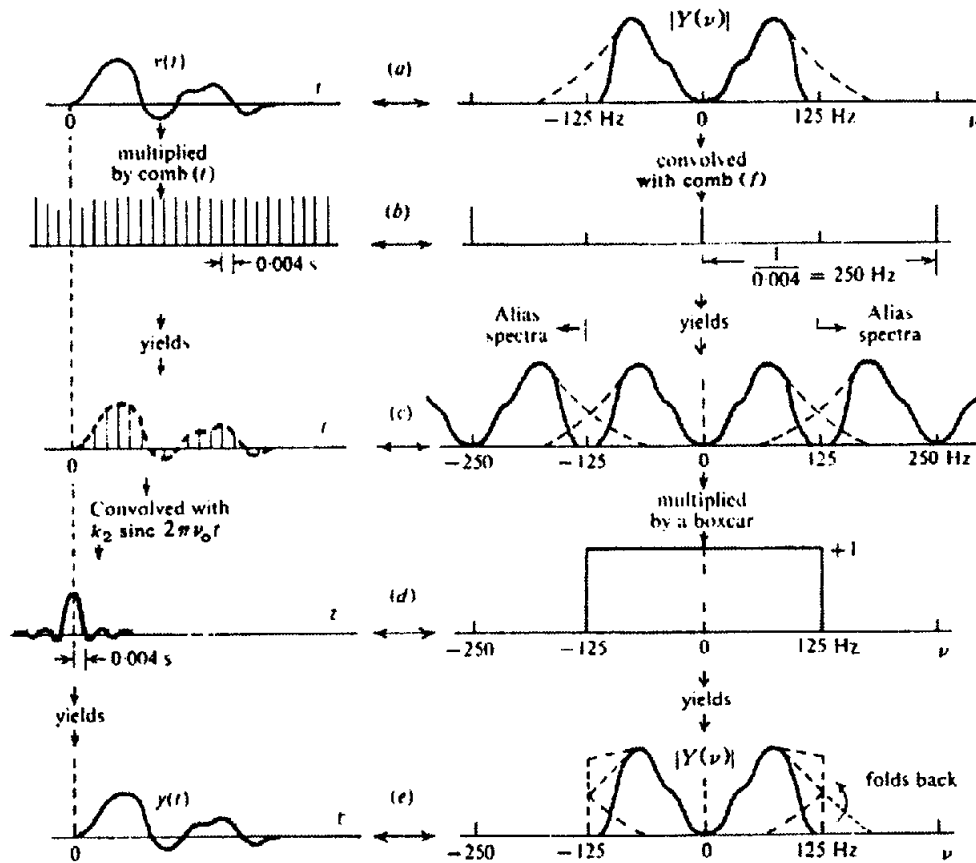 r(t)
t
0
(a)
|Y(ν)|
−125 Hz
0
125 Hz
ν
multiplied
by comb (t)
convolved
with comb (f)
(b)
0·004 s
1
0·004 = 250 Hz
yields
Alias
spectra
yields
Alias
spectra
t
0
(c)
−250
−125
0
125
250 Hz
Convolved with
k₂ sinc 2πν₀t
multiplied
by a boxcar
+1
(d)
t
0·004 s
−250
−125
0
125 Hz
ν
yields
yields
y(t)
t
0
(e)
|Y(ν)|
folds back
−250
−125
0
125 Hz
ν